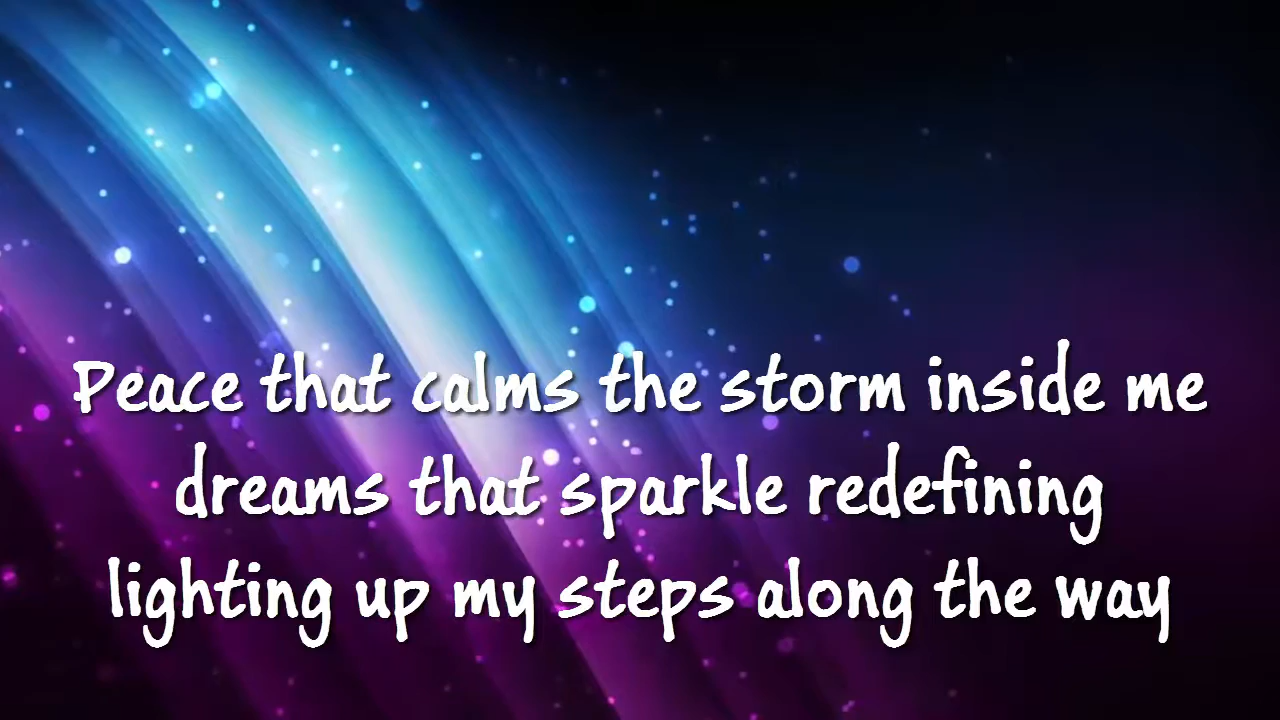 Peace that calms the storm inside me
dreams that sparkle redefining
lighting up my steps along the way